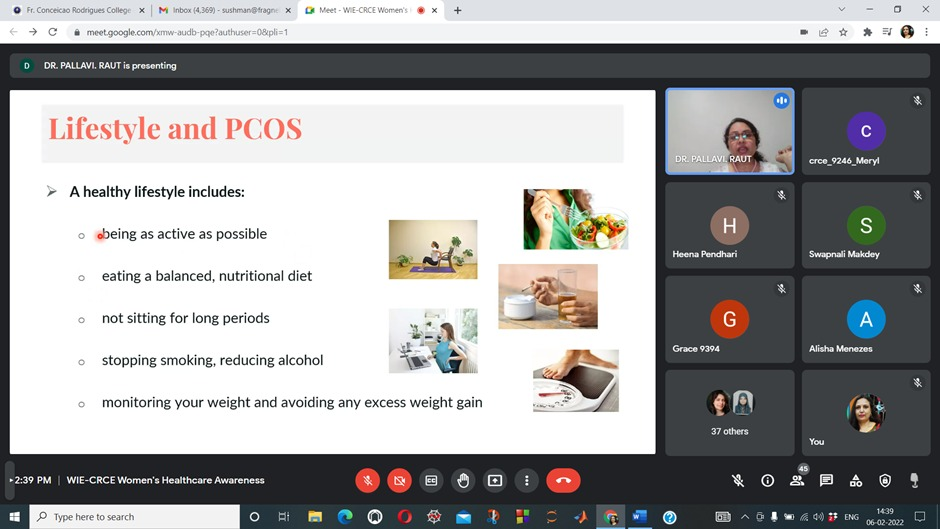 Fr. Conceicao Rodrigues College
Inbox (4,369) - sushman@fragnel
Meet - WIE-CRCE Women's
meet.google.com/xmw-audb-pqe?authuser=0&pli=1
D
DR. PALLAVI. RAUT is presenting
Lifestyle and PCOS
A healthy lifestyle includes:
being as active as possible
eating a balanced, nutritional diet
not sitting for long periods
stopping smoking, reducing alcohol
monitoring your weight and avoiding any excess weight gain
DR. PALLAVI. RAUT
C
crce_9246_Meryl
H
Heena Pendhari
S
Swapnali Makdey
G
Grace 9394
A
Alisha Menezes
37 others
You
2:39 PM | WIE-CRCE Women's Healthcare Awareness
45
Type here to search
ENG
14:39
06-02-2022